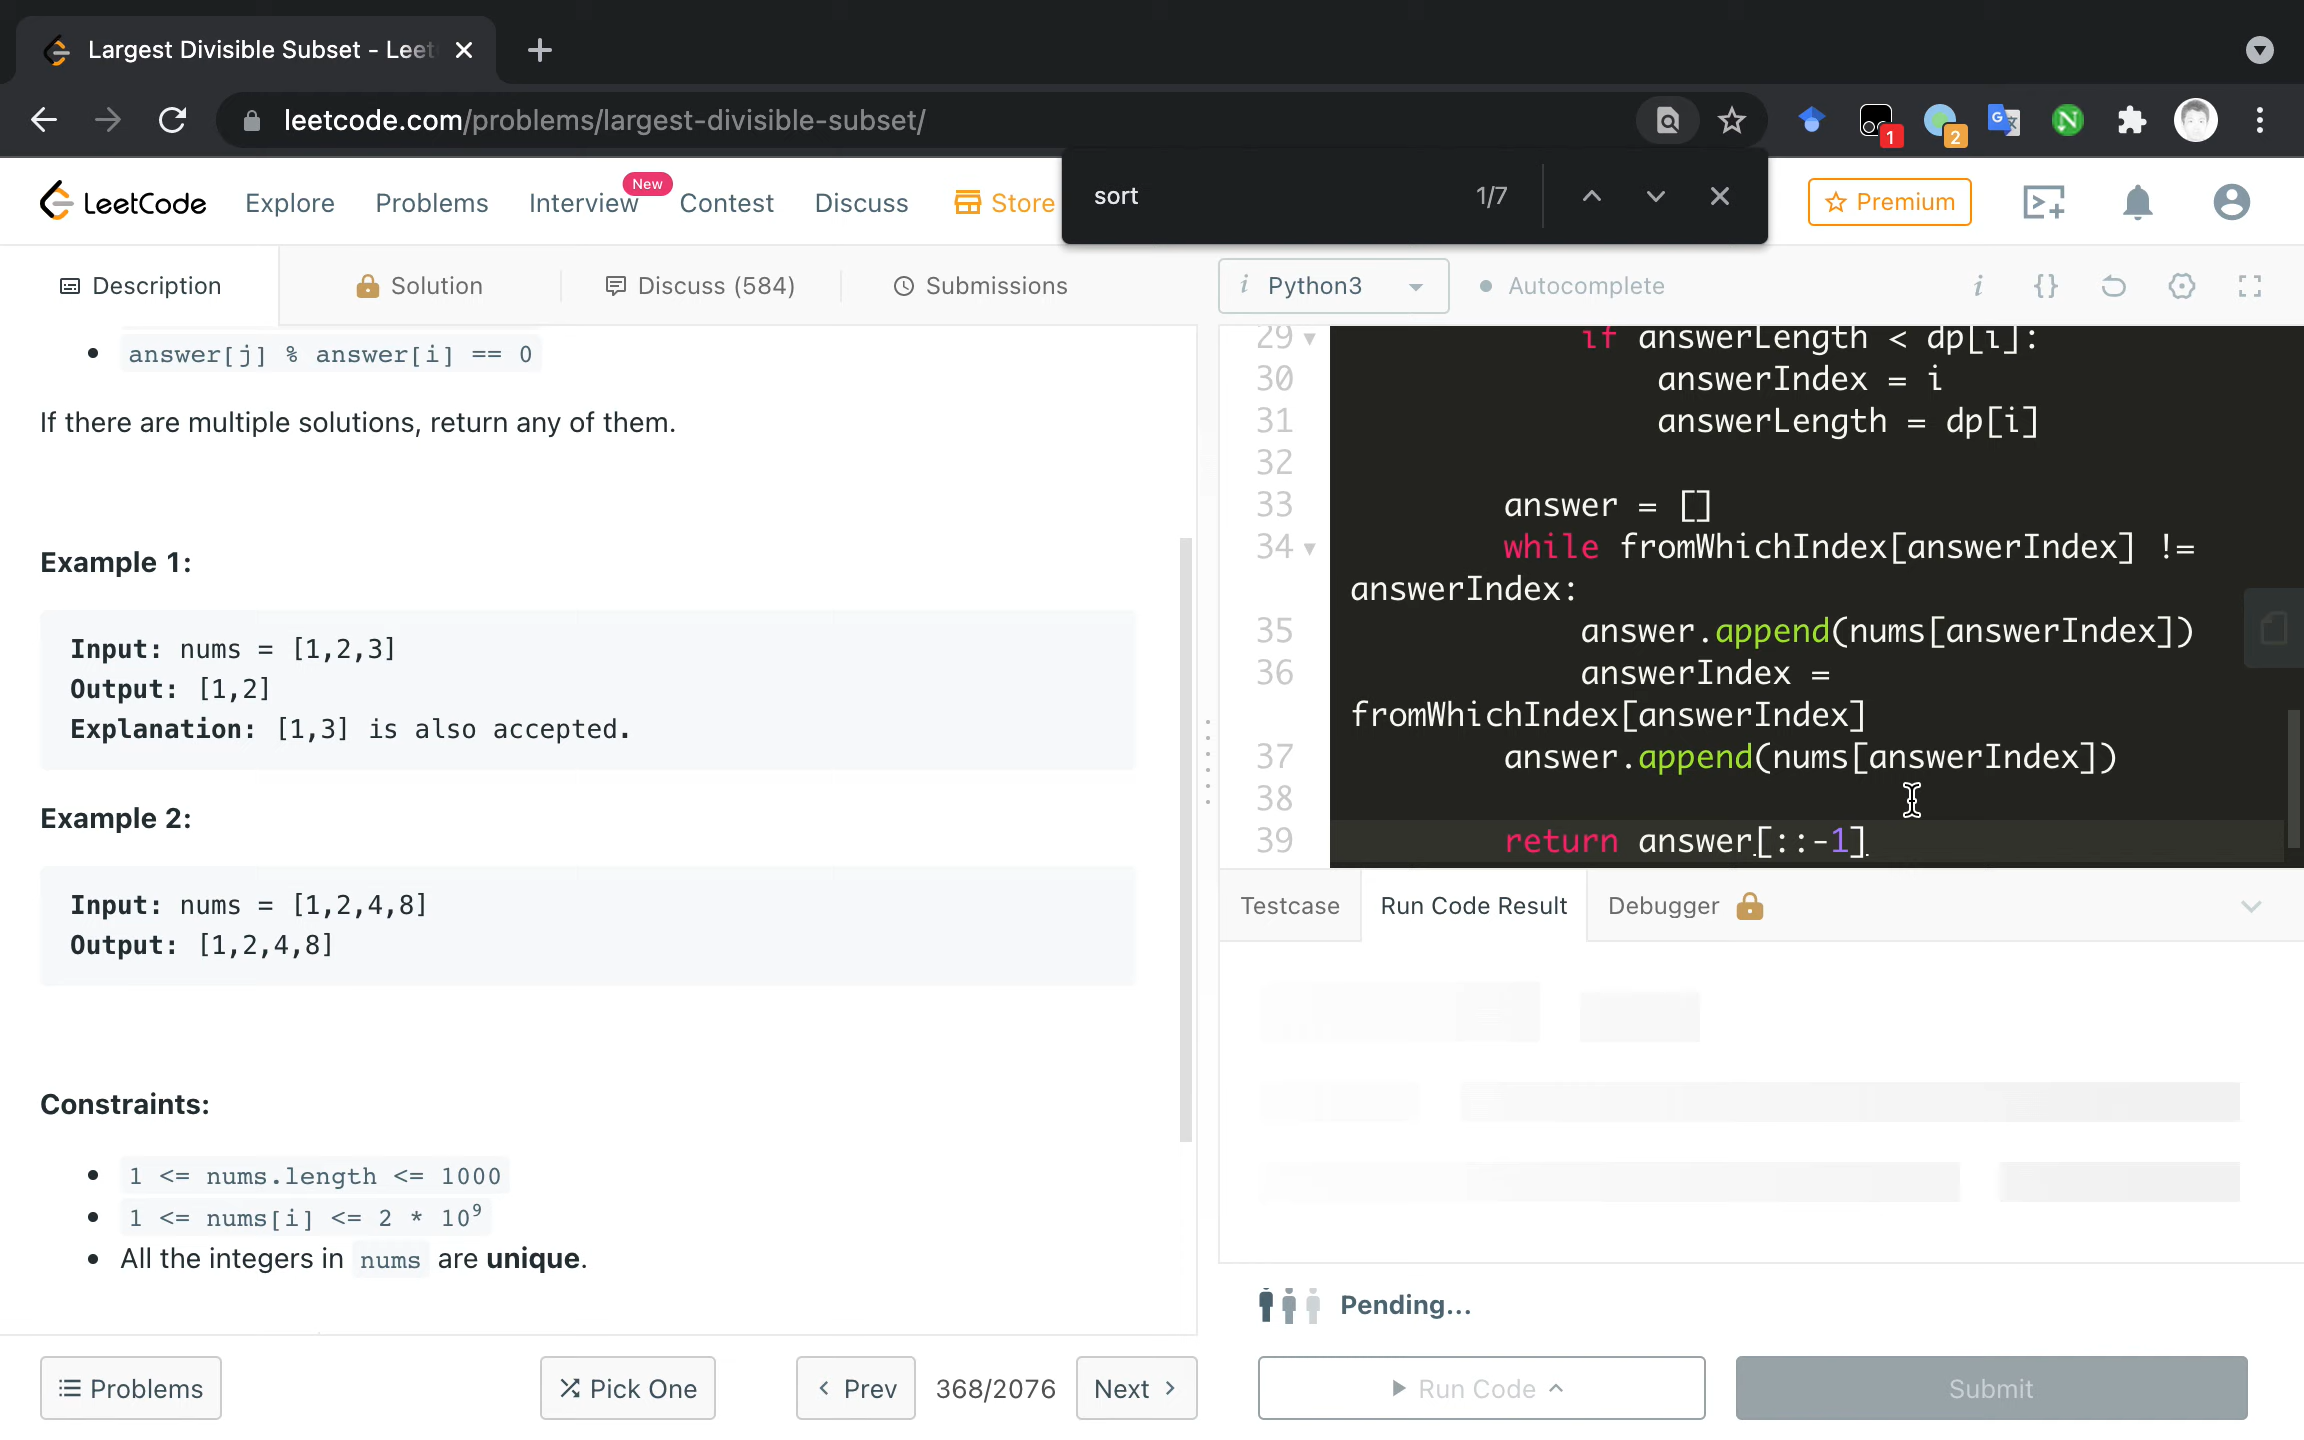 Largest Divisible Subset - Leet
leetcode.com/problems/largest-divisible-subset/
1
2
LeetCode
Explore
Problems
Interview
New
Contest
Discuss
Store
sort
1/7
Premium
Description
Solution
Discuss (584)
Submissions
Python3
Autocomplete
answer[j] % answer[i] == 0
If there are multiple solutions, return any of them.
Example 1:
Input: nums = [1,2,3]
Output: [1,2]
Explanation: [1,3] is also accepted.
Example 2:
Input: nums = [1,2,4,8]
Output: [1,2,4,8]
Constraints:
1 <= nums.length <= 1000
1 <= nums[i] <= 2 * 10⁹
All the integers in nums are unique.
29 if answerLength < dp[i]:
30 answerIndex = i
31 answerLength = dp[i]
32
33 answer = []
34 while fromWhichIndex[answerIndex] !=
answerIndex:
35 answer.append(nums[answerIndex])
36 answerIndex =
fromWhichIndex[answerIndex]
37 answer.append(nums[answerIndex])
38
39 return answer[::-1]
Testcase
Run Code Result
Debugger
Pending...
Problems
Pick One
Prev
368/2076
Next
Run Code
Submit